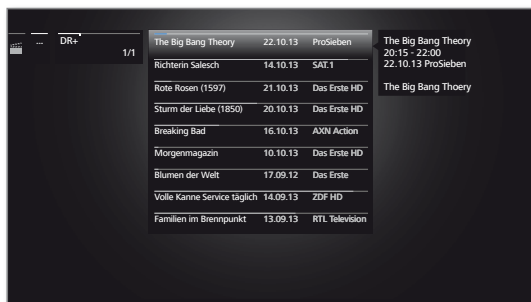 ... DR+
1/1
The Big Bang Theory 22.10.13 ProSieben
Richterin Salesch 14.10.13 SAT.1
Rote Rosen (1597) 21.10.13 Das Erste HD
Sturm der Liebe (1850) 20.10.13 Das Erste HD
Breaking Bad 16.10.13 AXN Action
Morgenmagazin 10.10.13 Das Erste HD
Blumen der Welt 17.09.12 Das Erste
Volle Kanne Service täglich 14.09.13 ZDF HD
Familien im Brennpunkt 13.09.13 RTL Television
The Big Bang Theory
20:15 - 22:00
22.10.13 ProSieben
The Big Bang Thoery